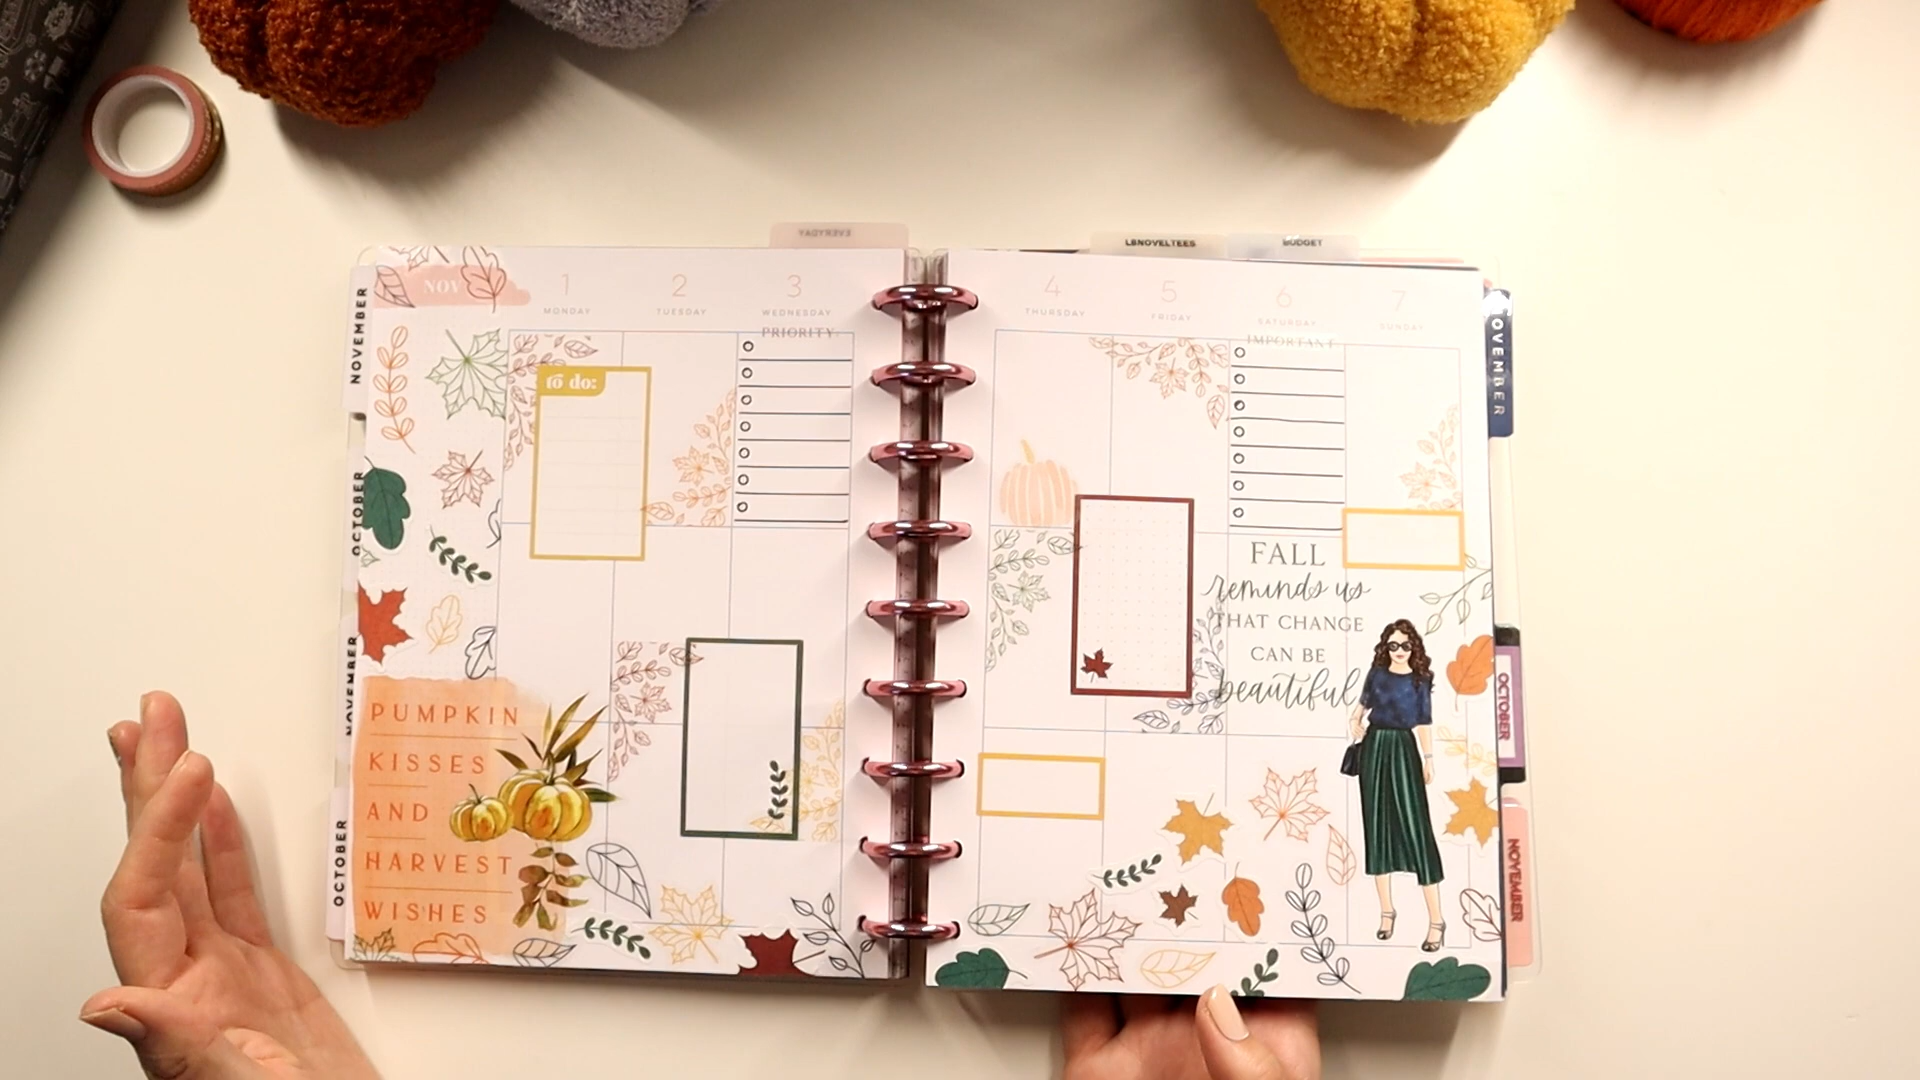 EVERYDAY
LBNOVELTEES
BUDGET
NOV
1
MONDAY
2
TUESDAY
3
WEDNESDAY
PRIORITY
to do:
4
THURSDAY
5
FRIDAY
6
SATURDAY
7
SUNDAY
IMPORTANT
FALL
reminds us
THAT CHANGE
CAN BE
beautiful
PUMPKIN
KISSES
AND
HARVEST
WISHES
NOVEMBER
OCTOBER
NOVEMBER
OCTOBER
NOVEMBER
OCTOBER
NOVEMBER